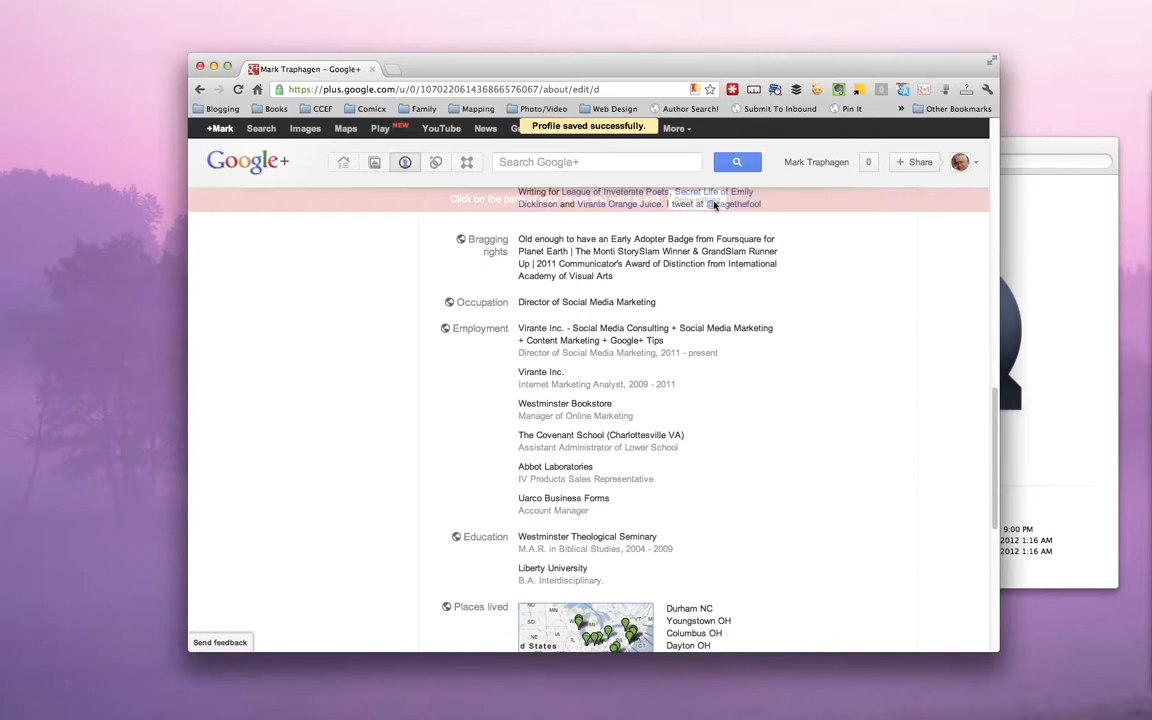 Mark Traphagen - Google+
https://plus.google.com/u/0/107022061436866576067/about/edit/d
Blogging Books CCEF Comicx Family Mapping Photo/Video Web Design Author Search! Submit To Inbound Pin It » Other Bookmarks
+Mark Search Images Maps Play NEW YouTube News G Profile saved successfully. More
Google+ Search Google+ Mark Traphagen 0 + Share
Writing for League of Inveterate Poets, Secret Life of Emily
Click on the
Dickinson and Virante Orange Juice. I tweet at
Bragging rights
Old enough to have an Early Adopter Badge from Foursquare for
Planet Earth | The Monti StorySlam Winner & GrandSlam Runner
Up | 2011 Communicator's Award of Distinction from International
Academy of Visual Arts
Occupation Director of Social Media Marketing
Employment Virante Inc. - Social Media Consulting + Social Media Marketing
+ Content Marketing + Google+ Tips
Director of Social Media Marketing, 2011 - present
Virante Inc.
Internet Marketing Analyst, 2009 - 2011
Westminster Bookstore
Manager of Online Marketing
The Covenant School (Charlottesville VA)
Assistant Administrator of Lower School
Abbot Laboratories
IV Products Sales Representative
Uarco Business Forms
Account Manager
Education Westminster Theological Seminary
M.A.R. in Biblical Studies, 2004 - 2009
Liberty University
B.A. Interdisciplinary.
Places lived
Durham NC
Youngstown OH
Columbus OH
Dayton OH
ND MN
SD WI
IA
d States
Send feedback
9:00 PM
2012 1:16 AM
2012 1:16 AM